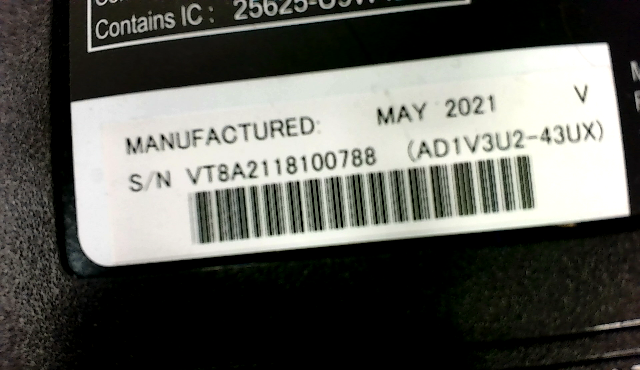 Contains IC :
MANUFACTURED: MAY 2021 V
S/N VT8A2118100788 (AD1V3U2-43UX)